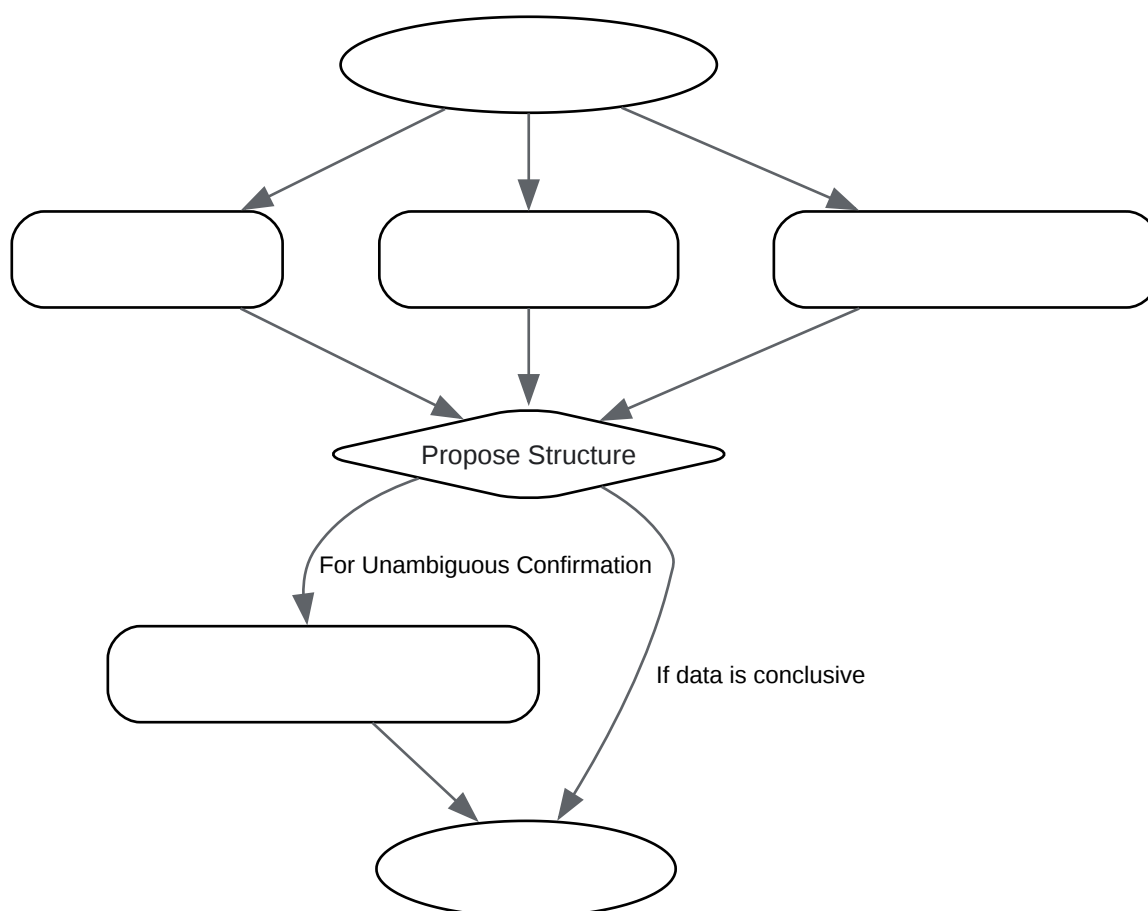 Propose Structure
For Unambiguous Confirmation
If data is conclusive